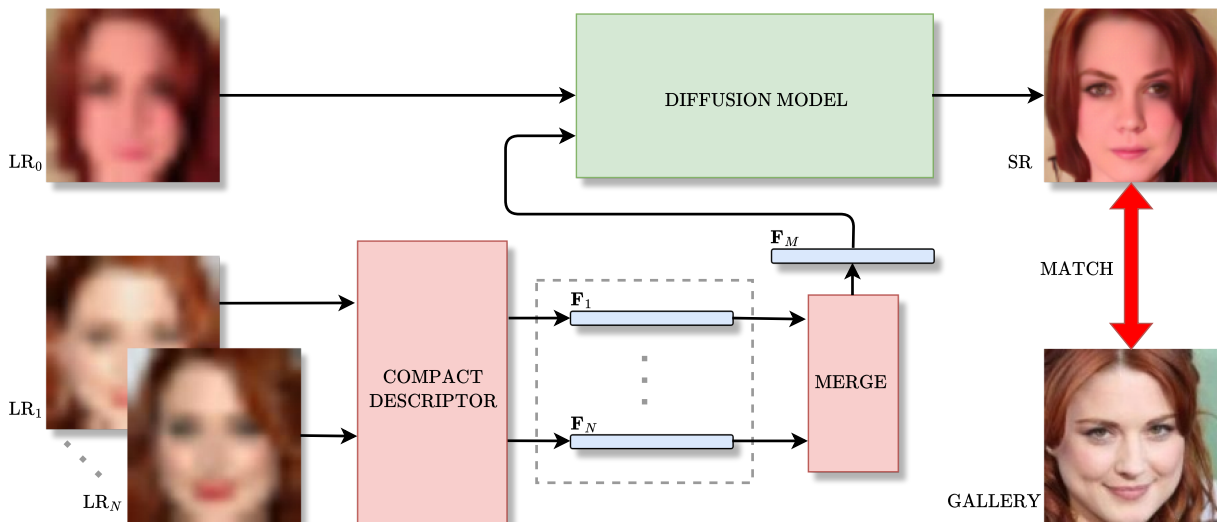 DIFFUSION MODEL
LR₀
SR
F_M
MATCH
F₁
COMPACT
DESCRIPTOR
MERGE
LR₁
F_N
LR_N
GALLERY